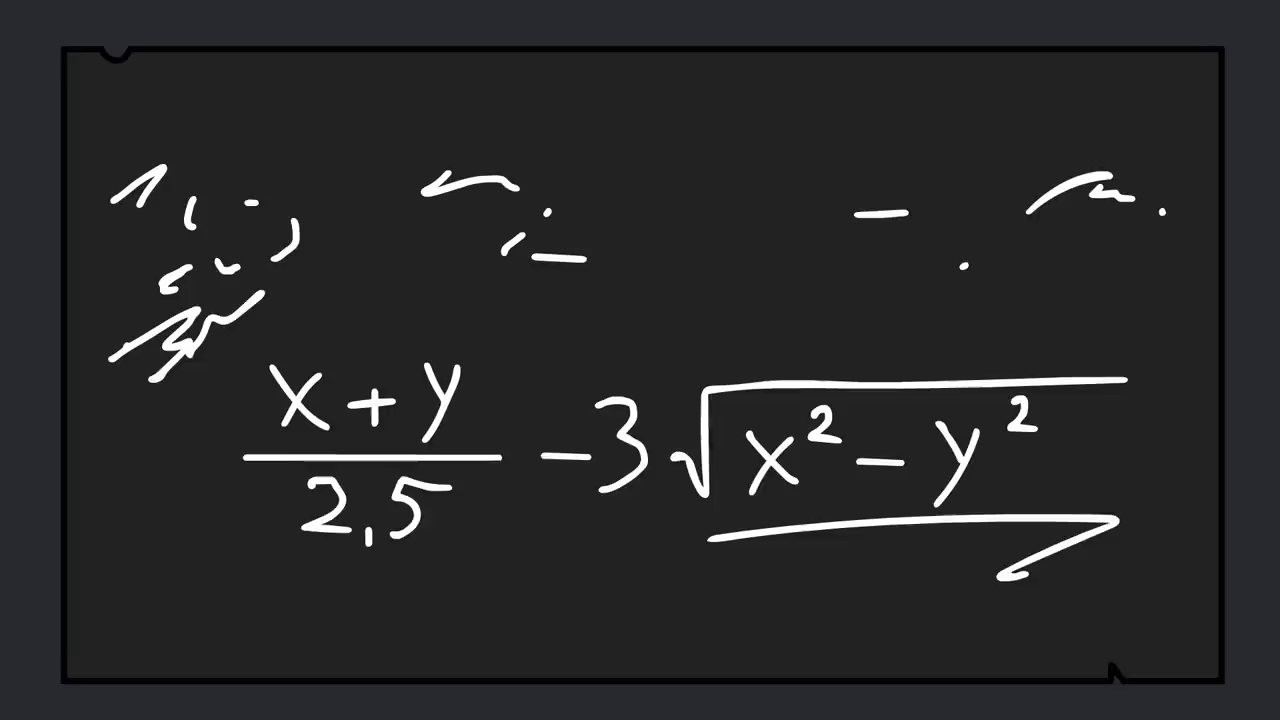 (x + y)/2,5 - 3√(x² - y²)